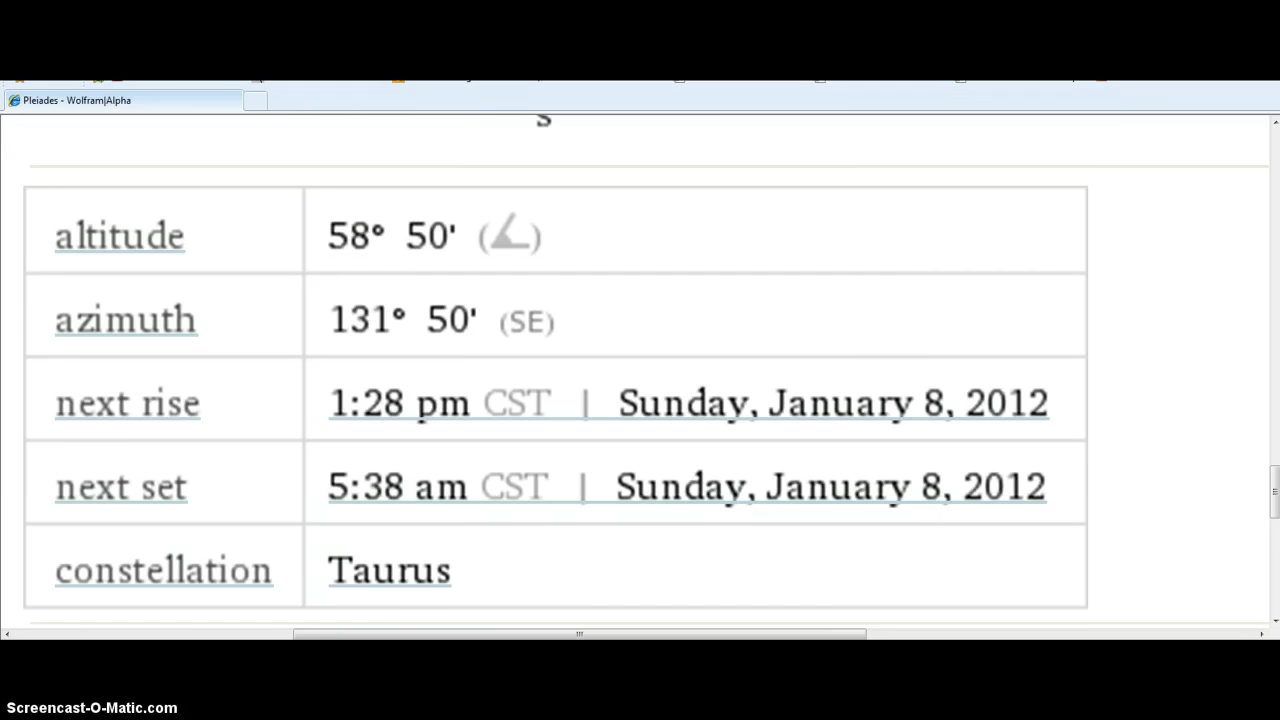 Pleiades - Wolfram|Alpha
s
altitude 58° 50' (∡)
azimuth 131° 50' (SE)
next rise 1:28 pm CST | Sunday, January 8, 2012
next set 5:38 am CST | Sunday, January 8, 2012
constellation Taurus
Screencast-O-Matic.com